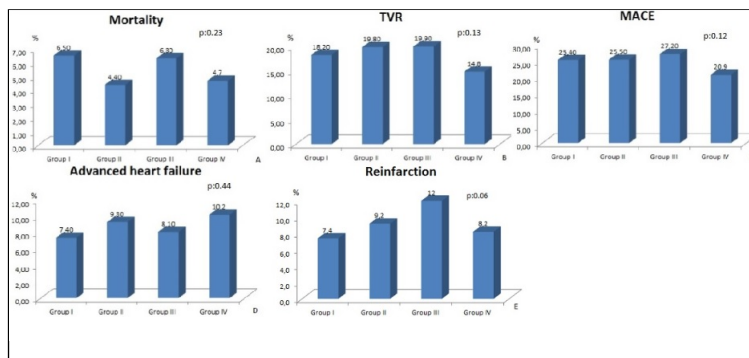 Mortality
%
p:0.23
7,00
6,00
5,00
4,00
3,00
2,00
1,00
0,00
6,50
4,40
6,30
4,7
Group I
Group II
Group III
Group IV
A
TVR
%
p:0.13
20,00
15,00
10,00
5,00
0,00
18,20
19,80
19,90
14,8
Group I
Group II
Group III
Group IV
B
MACE
%
p:0.12
30,00
25,00
20,00
15,00
10,00
5,00
0,00
25,40
25,50
27,20
20,9
Group I
Group II
Group III
Group IV
Advanced heart failure
%
p:0.44
12,00
10,00
8,00
6,00
4,00
2,00
0,00
7,40
9,30
8,10
10,2
Group I
Group II
Group III
Group IV
D
Reinfarction
%
p:0.06
12,0
10,0
8,0
6,0
4,0
2,0
0,0
7,4
9,2
12
8,2
Group I
Group II
Group III
Group IV
E